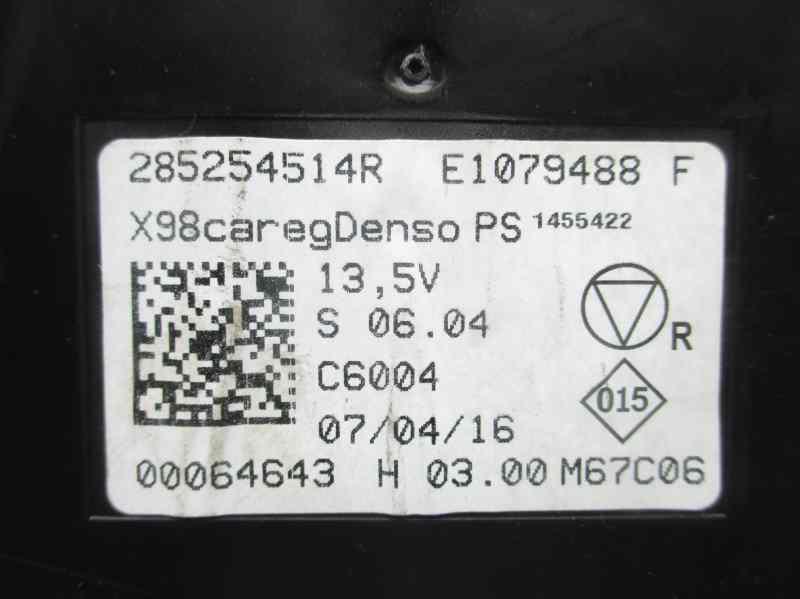 285254514R E1079488 F
X98caregDenso PS 1455422
13,5V
S 06.04
R
C6004
015
07/04/16
00064643 H 03.00 M67C06